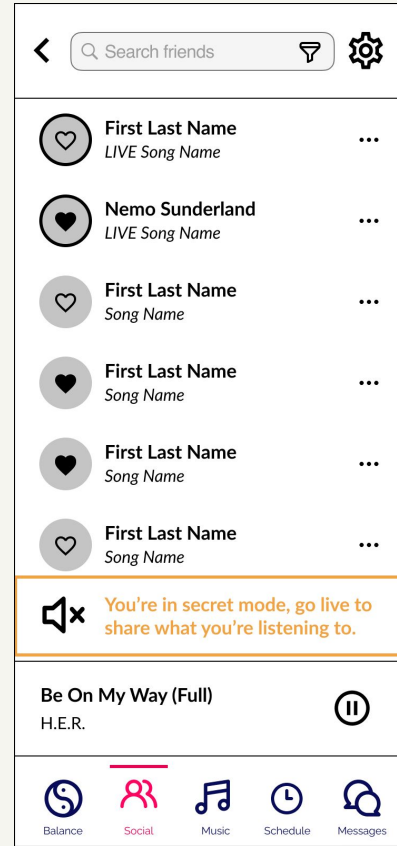 Search friends
First Last Name
LIVE Song Name
Nemo Sunderland
LIVE Song Name
First Last Name
Song Name
First Last Name
Song Name
First Last Name
Song Name
First Last Name
Song Name
You're in secret mode, go live to
share what you're listening to.
Be On My Way (Full)
H.E.R.
Balance Social Music Schedule Messages